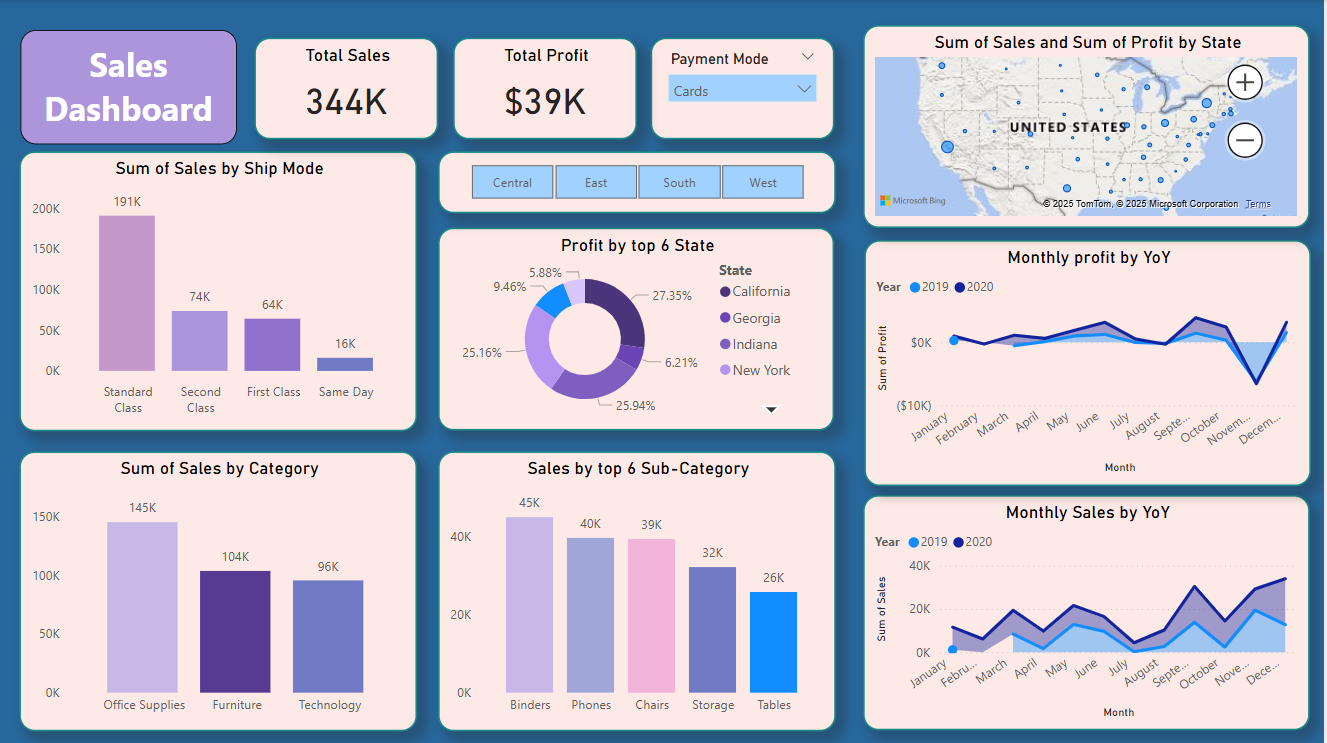 Sales
Dashboard
Total Sales
344K
Total Profit
$39K
Payment Mode
Cards
Sum of Sales and Sum of Profit by State
UNITED STATES
Microsoft Bing
© 2025 TomTom, © 2025 Microsoft Corporation Terms
Sum of Sales by Ship Mode
200K
150K
100K
50K
0K
191K
74K
64K
16K
Standard
Class
Second
Class
First Class
Same Day
Central East South West
Profit by top 6 State
5.88%
9.46%
25.16%
27.35%
6.21%
25.94%
State
California
Georgia
Indiana
New York
Monthly profit by YoY
Year 2019 2020
Sum of Profit
$0K
($10K)
January
February
March
April
May
June
July
August
Septe...
October
Novem...
Decem...
Month
Sum of Sales by Category
150K
100K
50K
0K
145K
104K
96K
Office Supplies
Furniture
Technology
Sales by top 6 Sub-Category
40K
20K
0K
45K
40K
39K
32K
26K
Binders
Phones
Chairs
Storage
Tables
Monthly Sales by YoY
Year 2019 2020
Sum of Sales
40K
20K
0K
January
Febru...
March
April
May
June
July
August
Septe...
October
Nove...
Dece...
Month